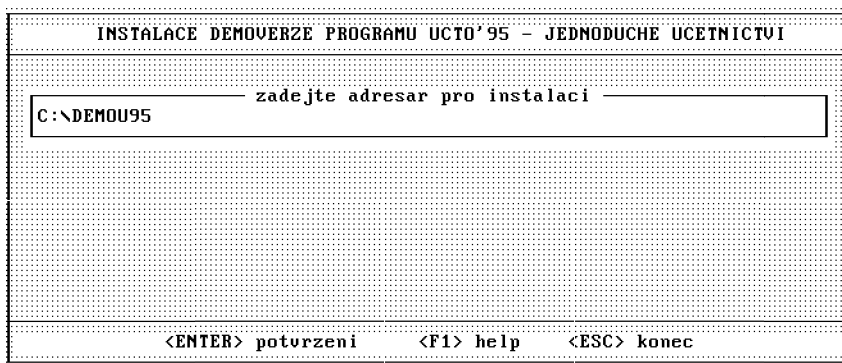 INSTALACE DEMOVERZE PROGRAMU UCTO'95 - JEDNODUCHE UCETNICTVI
zadejte adresar pro instalaci
C:\DEMOU95
<ENTER> potvrzeni <F1> help <ESC> konec